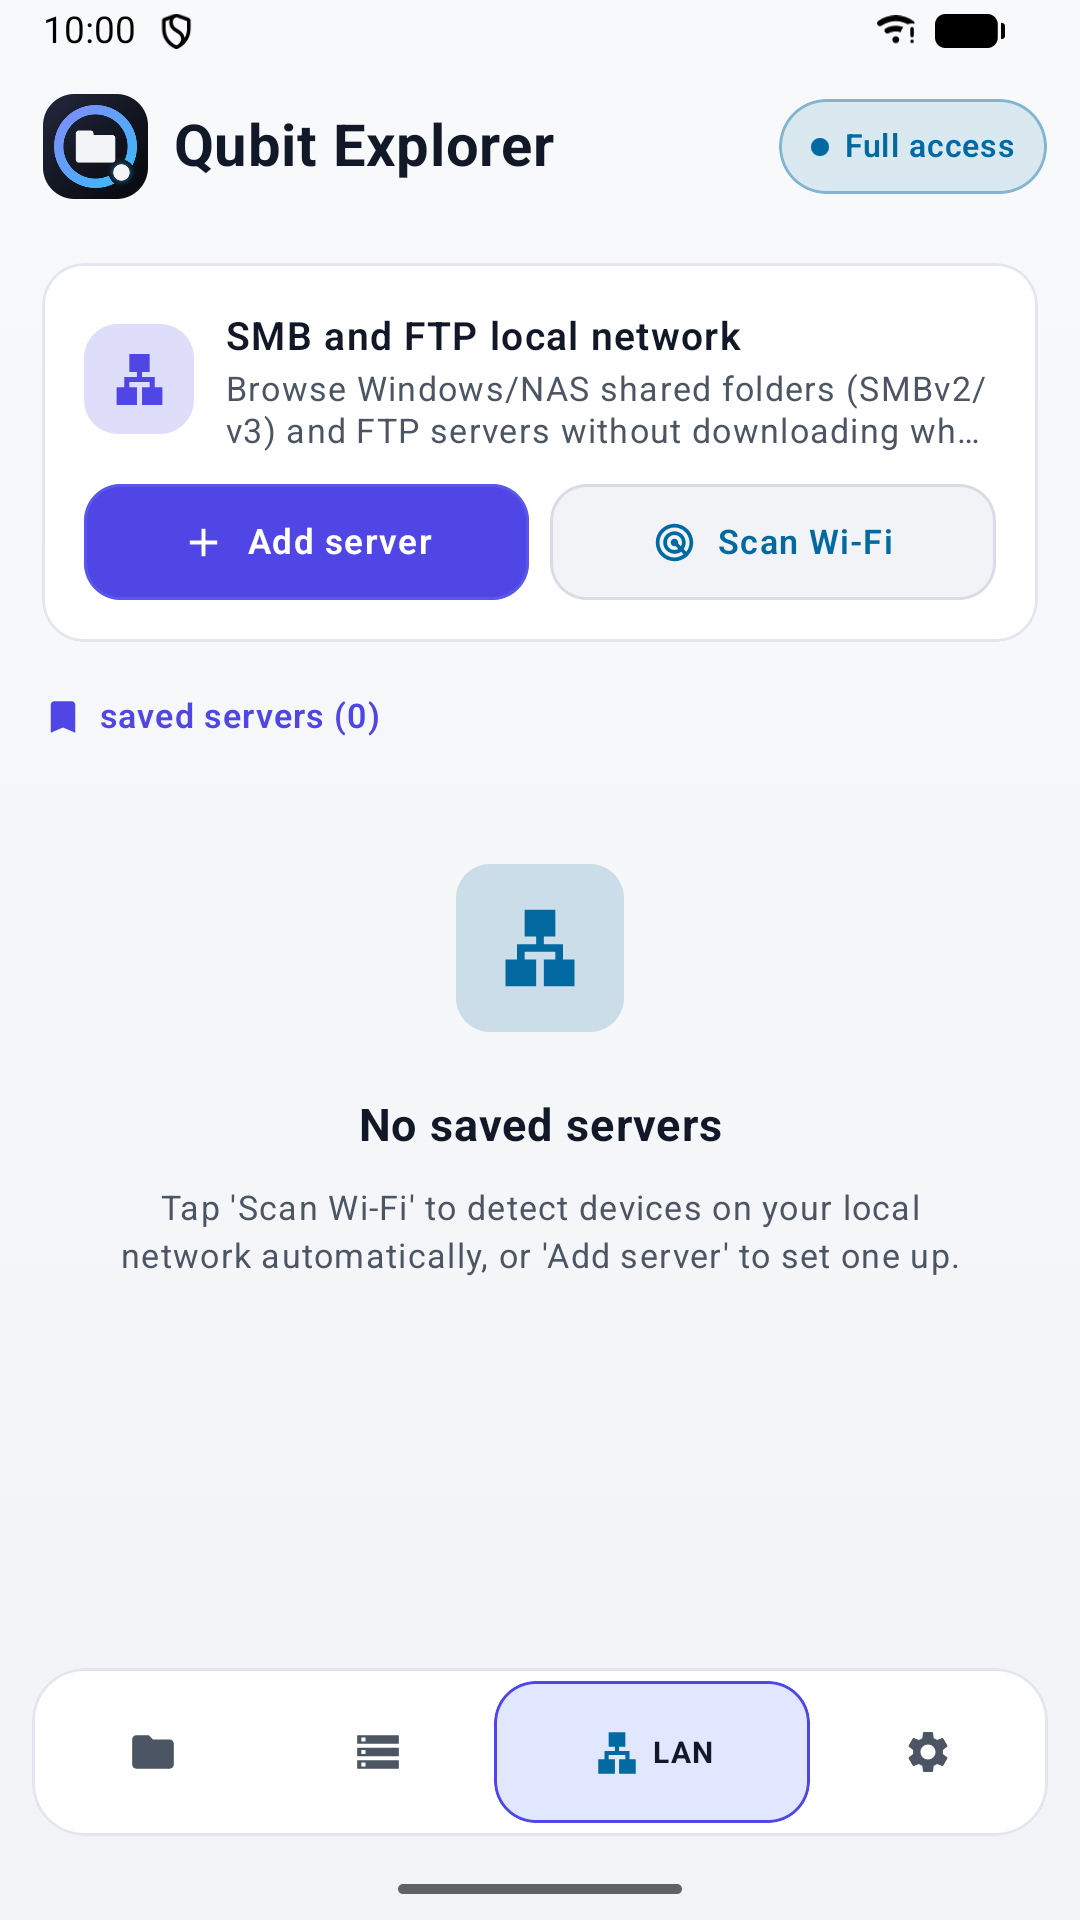 10:00
Qubit Explorer
Full access
SMB and FTP local network
Browse Windows/NAS shared folders (SMBv2/
v3) and FTP servers without downloading wh…
Add server
Scan Wi-Fi
saved servers (0)
No saved servers
Tap 'Scan Wi-Fi' to detect devices on your local
network automatically, or 'Add server' to set one up.
LAN